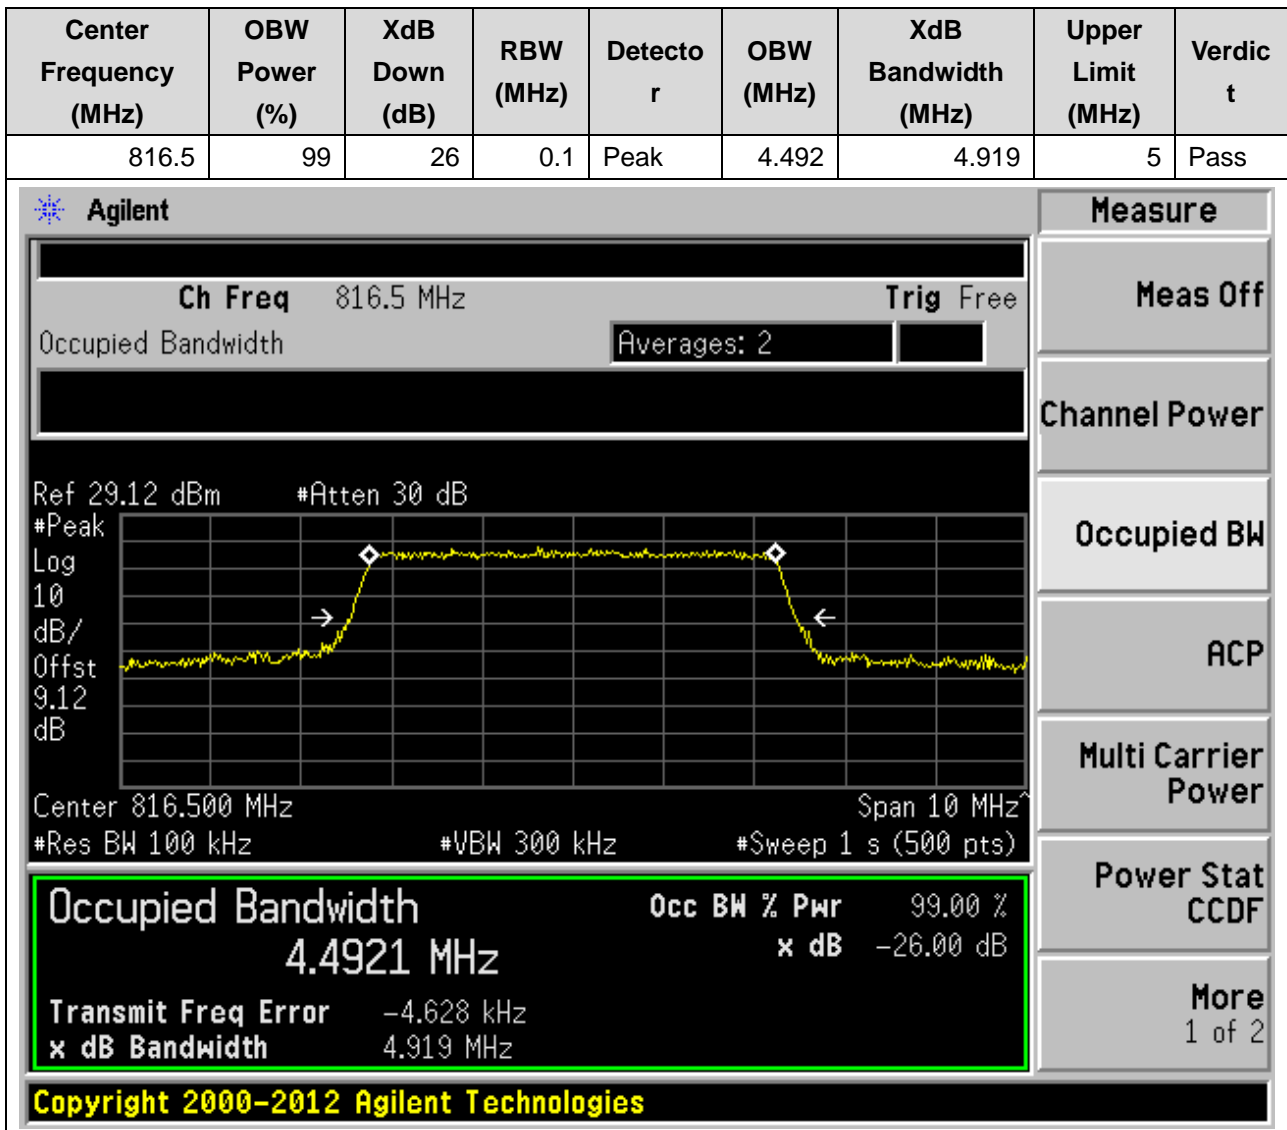 Center Frequency (MHz) OBW Power (%) XdB Down (dB) RBW (MHz) Detecto r OBW (MHz) XdB Bandwidth (MHz) Upper Limit (MHz) Verdic t
816.5 99 26 0.1 Peak 4.492 4.919 5 Pass
Agilent
Measure
Ch Freq 816.5 MHz Trig Free
Occupied Bandwidth Averages: 2
Meas Off
Channel Power
Occupied BW
ACP
Multi Carrier
Power
Power Stat
CCDF
More
1 of 2
Ref 29.12 dBm #Atten 30 dB
#Peak
Log
10
dB/
Offst
9.12
dB
Center 816.500 MHz Span 10 MHz^
#Res BW 100 kHz #VBW 300 kHz #Sweep 1 s (500 pts)
Occupied Bandwidth Occ BW % Pwr 99.00 %
4.4921 MHz x dB -26.00 dB
Transmit Freq Error -4.628 kHz
x dB Bandwidth 4.919 MHz
Copyright 2000-2012 Agilent Technologies